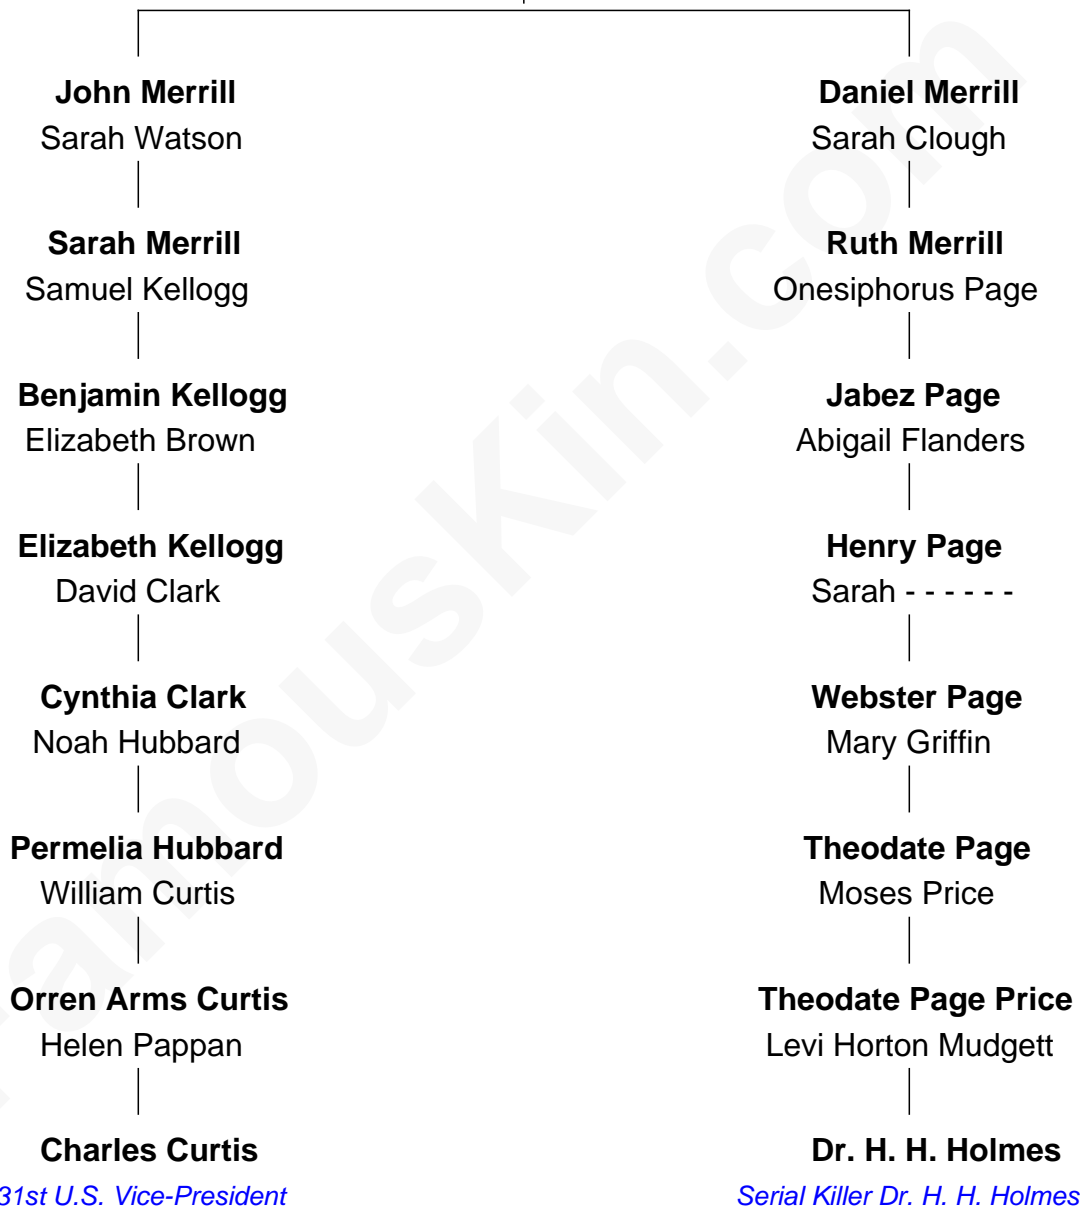 John Merrill
Sarah Watson
Daniel Merrill
Sarah Clough
Sarah Merrill
Samuel Kellogg
Ruth Merrill
Onesiphorus Page
Benjamin Kellogg
Elizabeth Brown
Jabez Page
Abigail Flanders
Elizabeth Kellogg
David Clark
Henry Page
Sarah - - - - - -
Cynthia Clark
Noah Hubbard
Webster Page
Mary Griffin
Permelia Hubbard
William Curtis
Theodate Page
Moses Price
Orren Arms Curtis
Helen Pappan
Theodate Page Price
Levi Horton Mudgett
Charles Curtis
31st U.S. Vice-President
Dr. H. H. Holmes
Serial Killer Dr. H. H. Holmes
FamousKin.com